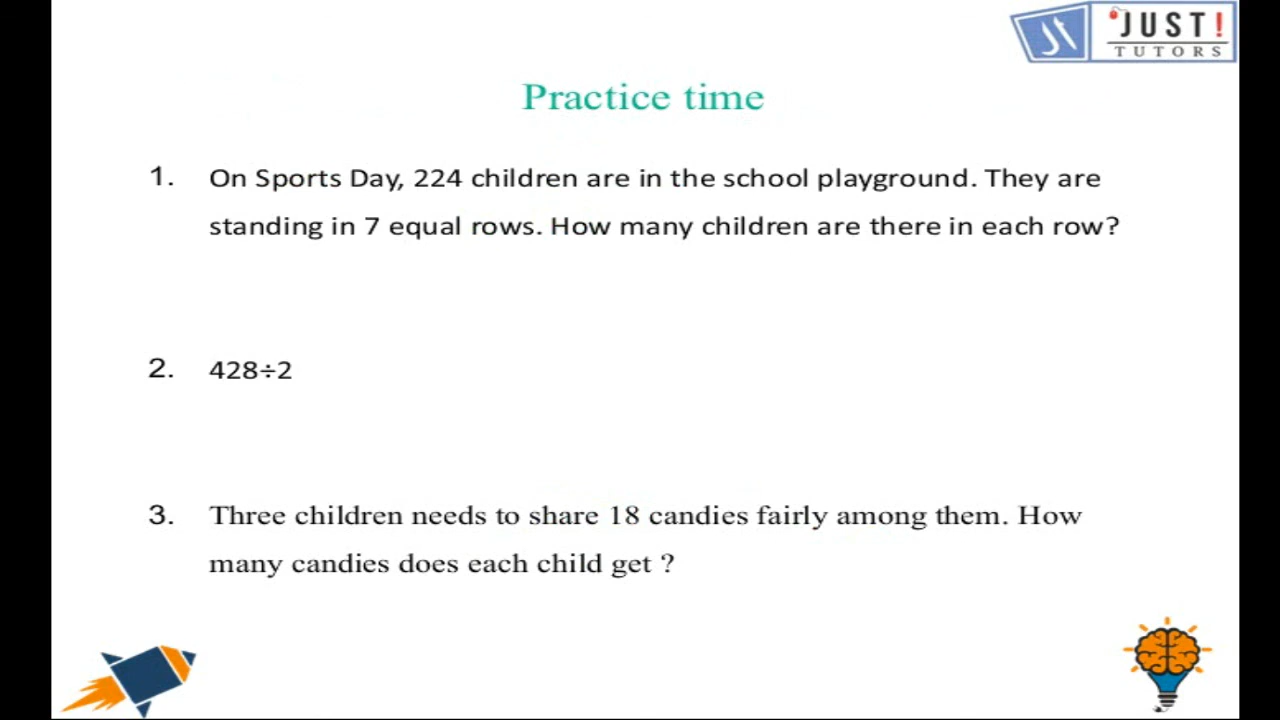 JUST!
TUTORS
Practice time
1. On Sports Day, 224 children are in the school playground. They are
standing in 7 equal rows. How many children are there in each row?
2. 428÷2
3. Three children needs to share 18 candies fairly among them. How
many candies does each child get ?